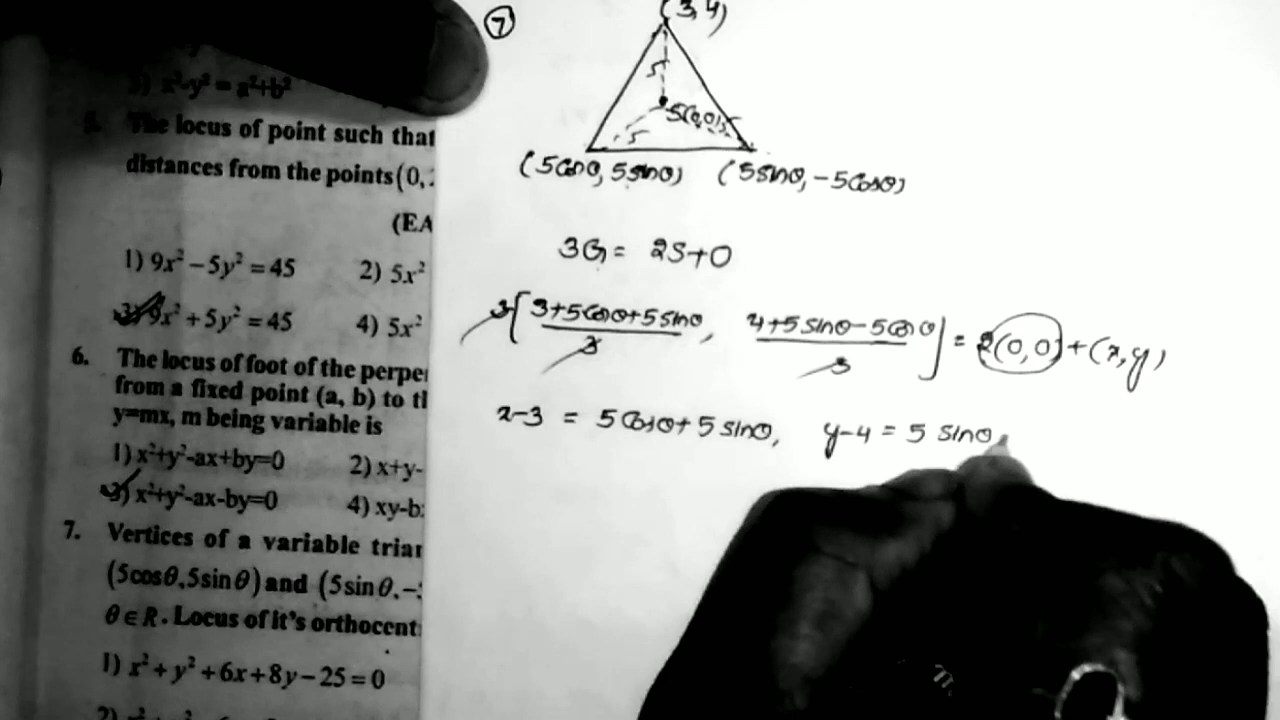 3) x²-y² = a²+b²
5. The locus of point such that
distances from the points (0,
(EA
1) 9x² - 5y² = 45 2) 5x²
3) 9x² + 5y² = 45 4) 5x²
6. The locus of foot of the perpe
from a fixed point (a, b) to t
y=mx, m being variable is
1) x²+y²-ax+by=0 2) x+y-
3) x²+y²-ax-by=0 4) xy-b
7. Vertices of a variable trian
(5cosθ,5sinθ) and (5sinθ,-
θ ∈ R. Locus of it's orthocent
1) x² + y² + 6x + 8y - 25 = 0
7
(3,4)
5
S(0,0) 5
5
(5cosθ, 5sinθ) (5sinθ, -5cosθ)
3G = 2S+O
3[(3+5cosθ+5sinθ)/3, (4+5sinθ-5cosθ)/3] = 2(0,0)+(x,y)
x-3 = 5cosθ+5sinθ, y-4 = 5sinθ